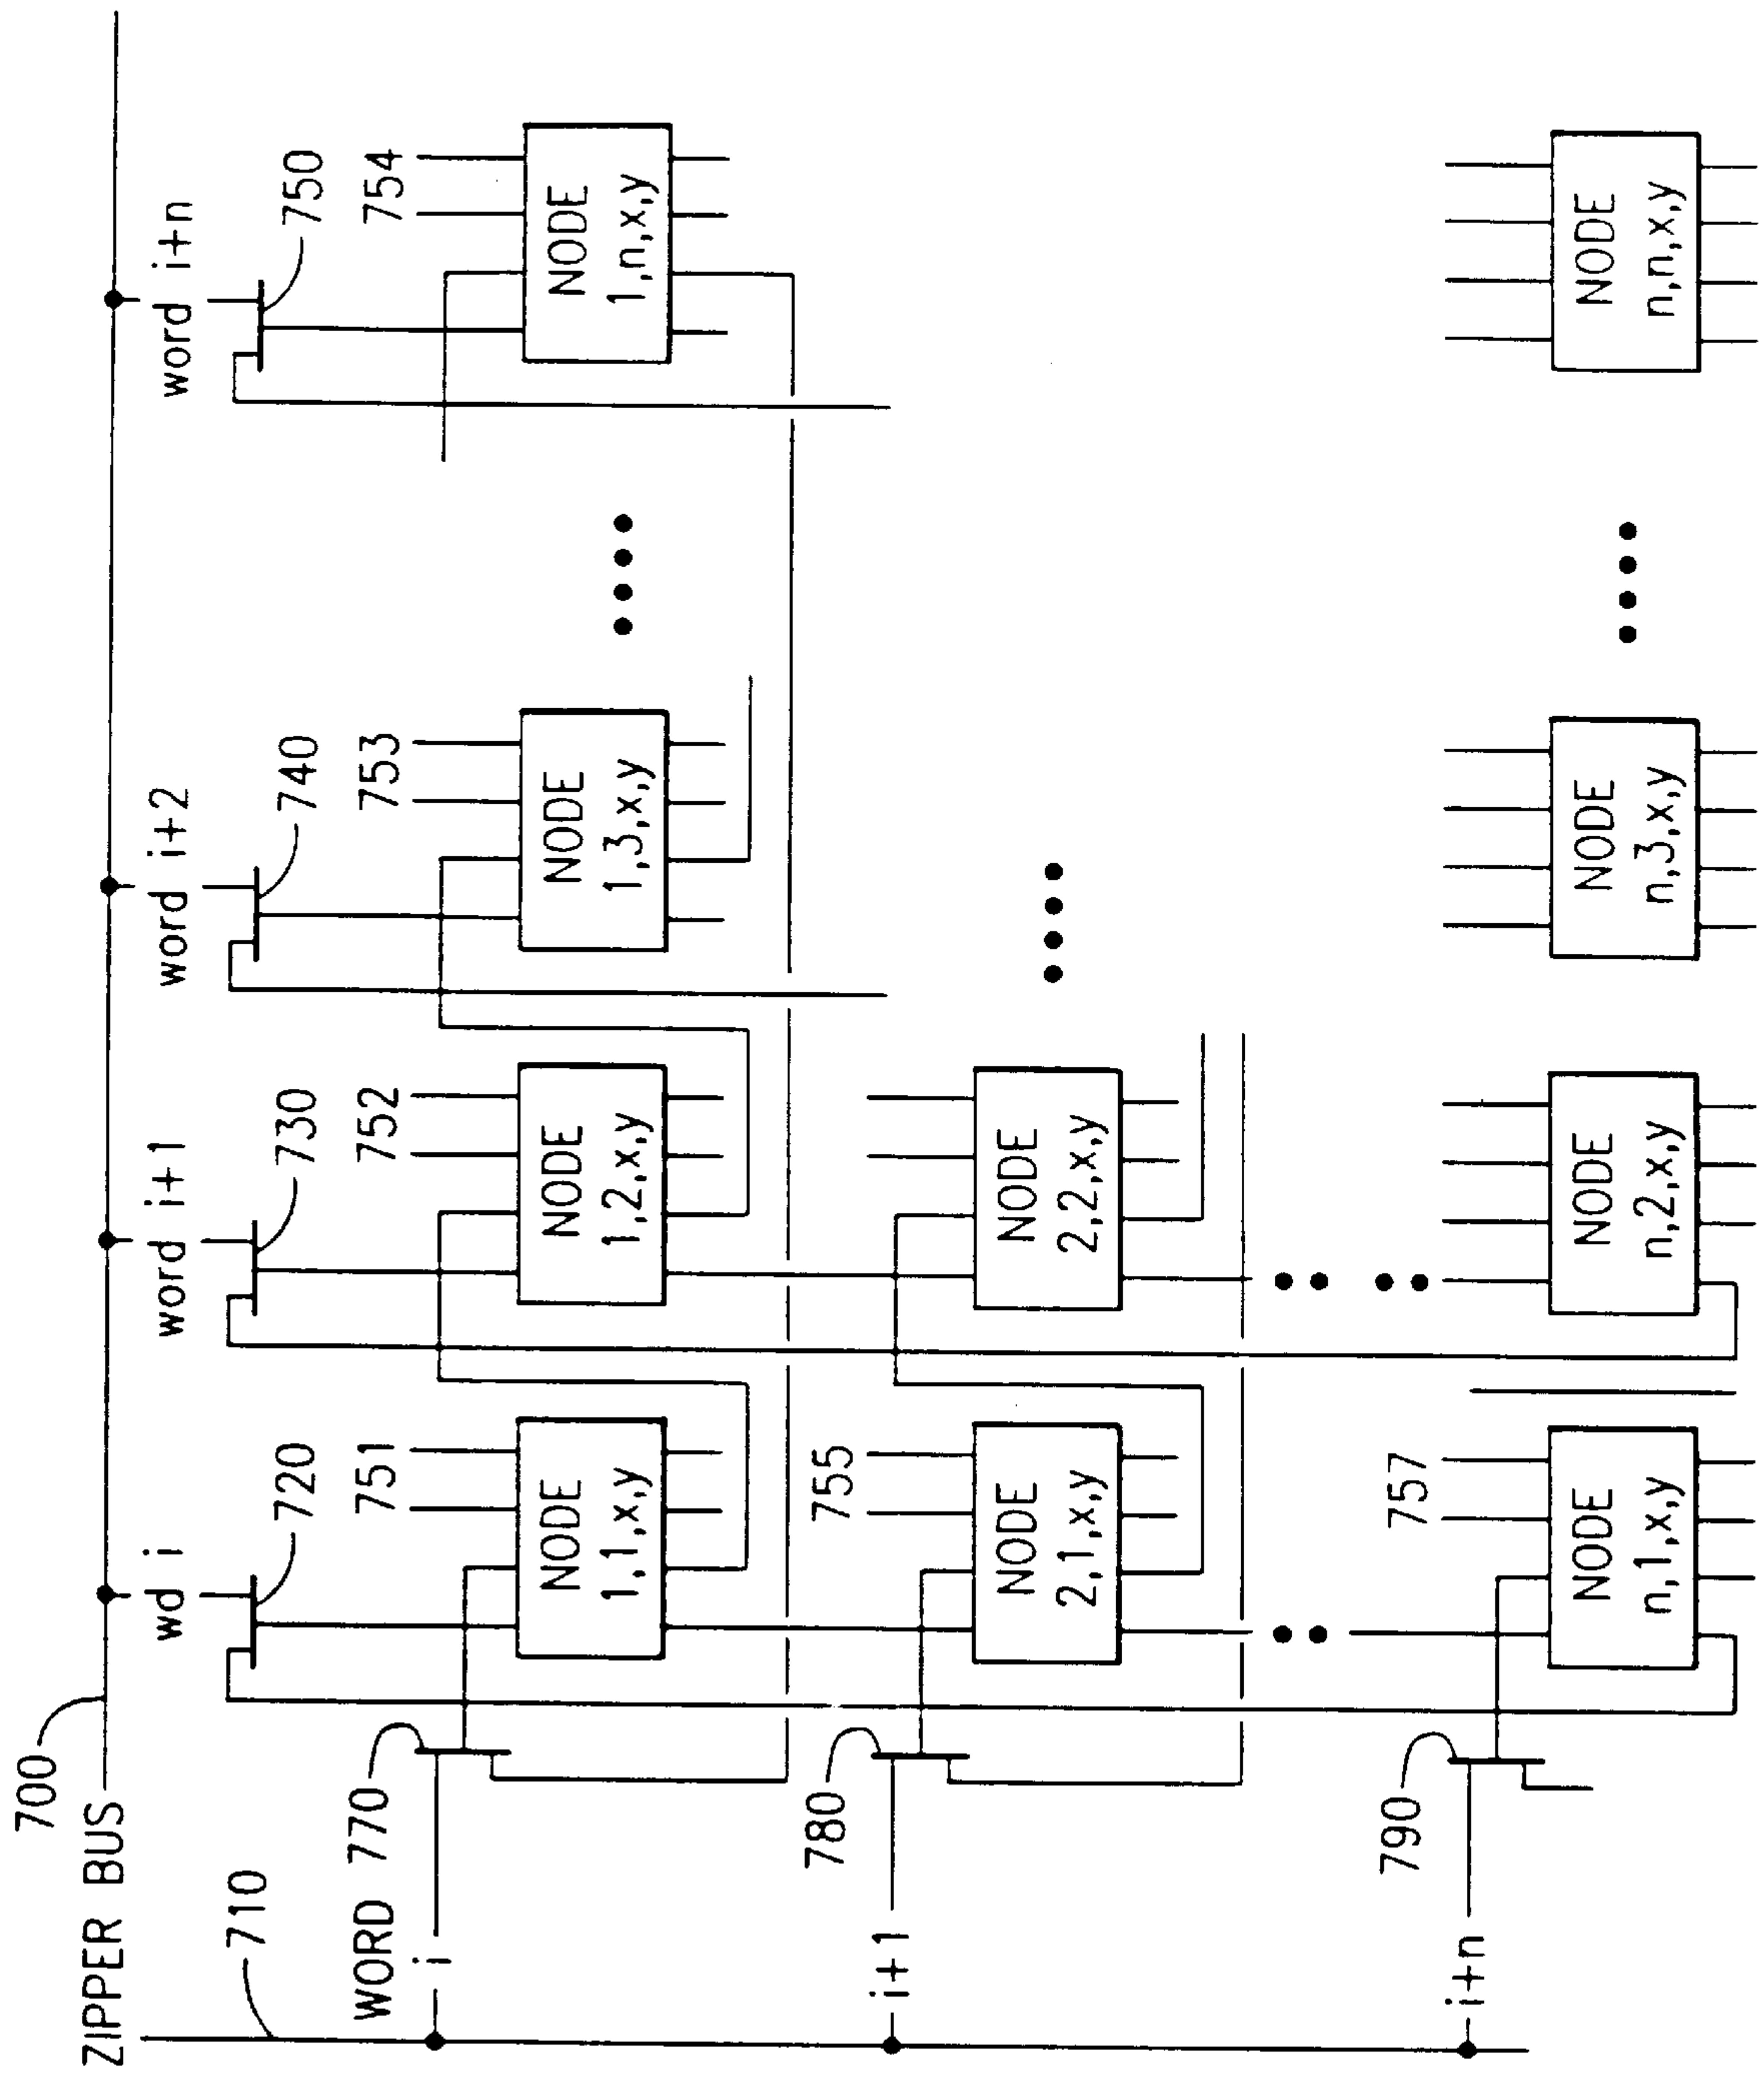 ZIPPER BUS
700
710
wd i
word i+1
word i+2
word i+n
720
730
740
750
WORD
i
770
751
752
753
754
NODE
1,1,x,y
NODE
1,2,x,y
NODE
1,3,x,y
NODE
1,n,x,y
i+1
780
755
NODE
2,1,x,y
NODE
2,2,x,y
i+n
790
757
NODE
n,1,x,y
NODE
n,2,x,y
NODE
n,3,x,y
NODE
n,n,x,y